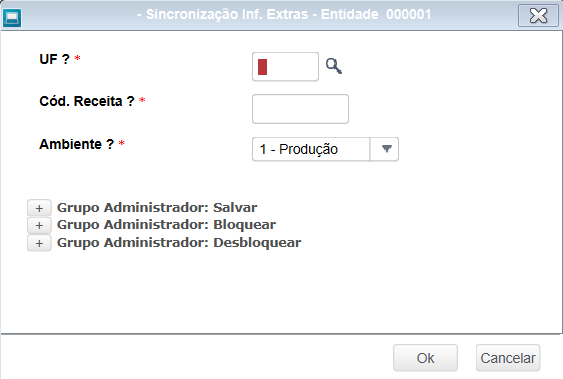 - Sincronização Inf. Extras - Entidade 000001
UF ? *
Cód. Receita ? *
Ambiente ? *
1 - Produção
+ Grupo Administrador: Salvar
+ Grupo Administrador: Bloquear
+ Grupo Administrador: Desbloquear
Ok
Cancelar